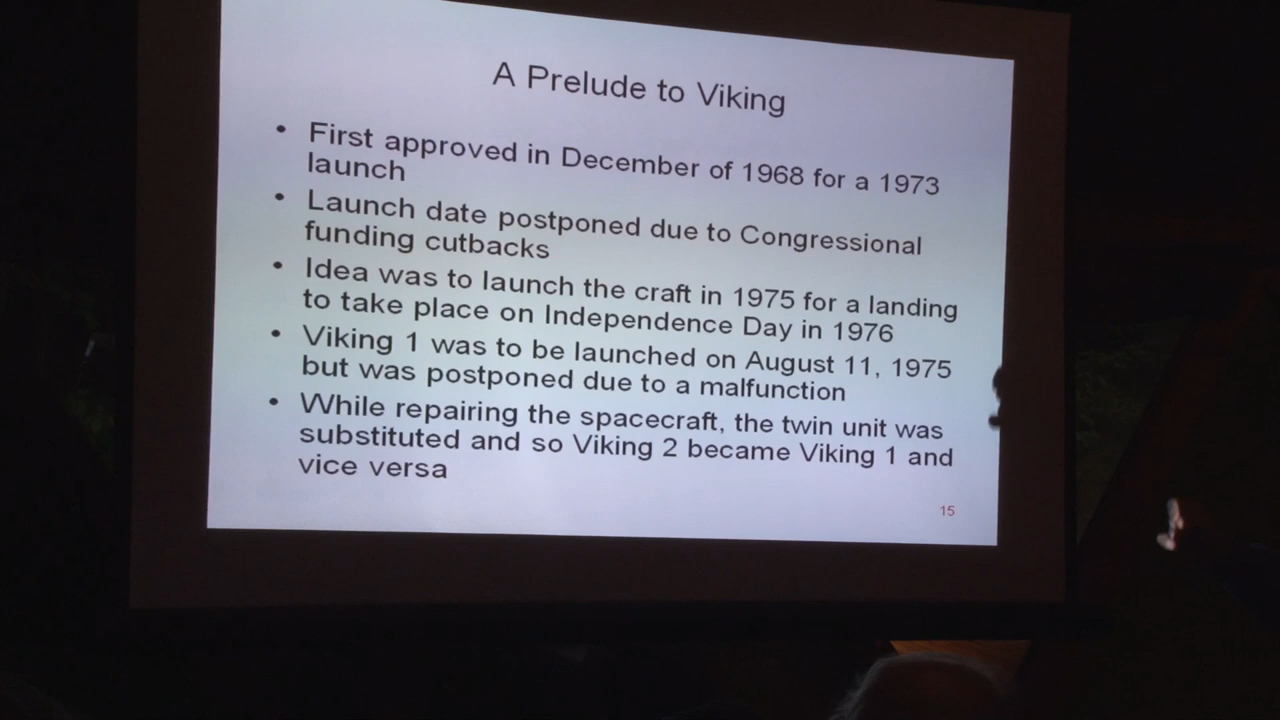 A Prelude to Viking
• First approved in December of 1968 for a 1973
launch
• Launch date postponed due to Congressional
funding cutbacks
• Idea was to launch the craft in 1975 for a landing
to take place on Independence Day in 1976
• Viking 1 was to be launched on August 11, 1975
but was postponed due to a malfunction
• While repairing the spacecraft, the twin unit was
substituted and so Viking 2 became Viking 1 and
vice versa
15